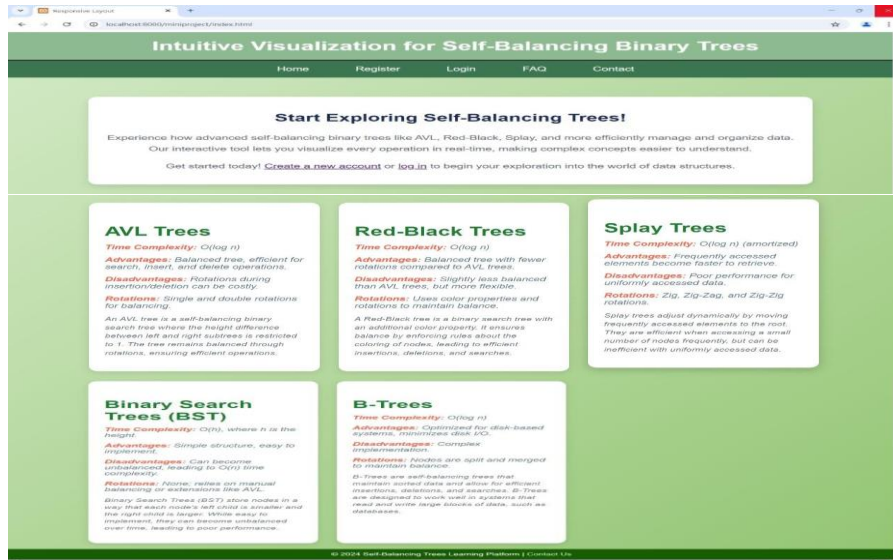 Responsive Layout
localhost:8080/miniproject/index.html
Intuitive Visualization for Self-Balancing Binary Trees
Home Register Login FAQ Contact
Start Exploring Self-Balancing Trees!
Experience how advanced self-balancing binary trees like AVL, Red-Black, Splay, and more efficiently manage and organize data.
Our interactive tool lets you visualize every operation in real-time, making complex concepts easier to understand.
Get started today! Create a new account or log in to begin your exploration into the world of data structures.
AVL Trees
Time Complexity: O(log n)
Advantages: Balanced tree, efficient for
search, insert, and delete operations.
Disadvantages: Rotations during
insertion/deletion can be costly.
Rotations: Single and double rotations
for balancing.
An AVL tree is a self-balancing binary
search tree where the height difference
between left and right subtrees is restricted
to 1. The tree remains balanced through
rotations, ensuring efficient operations.
Red-Black Trees
Time Complexity: O(log n)
Advantages: Balanced tree with fewer
rotations compared to AVL trees.
Disadvantages: Slightly less balanced
than AVL trees, but more flexible.
Rotations: Uses color properties and
rotations to maintain balance.
A Red-Black tree is a binary search tree with
an additional color property. It ensures
balance by enforcing rules about the
coloring of nodes, leading to efficient
insertions, deletions, and searches.
Splay Trees
Time Complexity: O(log n) (amortized)
Advantages: Frequently accessed
elements become faster to retrieve.
Disadvantages: Poor performance for
uniformly accessed data.
Rotations: Zig, Zig-Zag, and Zig-Zig
rotations.
Splay trees adjust dynamically by moving
frequently accessed elements to the root.
They are efficient when accessing a small
number of nodes frequently, but can be
inefficient with uniformly accessed data.
Binary Search
Trees (BST)
Time Complexity: O(h), where h is the
height.
Advantages: Simple structure, easy to
implement.
Disadvantages: Can become
unbalanced, leading to O(n) time
complexity.
Rotations: None; relies on manual
balancing or extensions like AVL.
Binary Search Trees (BST) store nodes in a
way that each node's left child is smaller and
the right child is larger. While easy to
implement, they can become unbalanced
over time, leading to poor performance.
B-Trees
Time Complexity: O(log n)
Advantages: Optimized for disk-based
systems, minimizes disk I/O.
Disadvantages: Complex
implementation.
Rotations: Nodes are split and merged
to maintain balance.
B-Trees are self-balancing trees that
maintain sorted data and allow for efficient
insertions, deletions, and searches. B-Trees
are designed to work well in systems that
read and write large blocks of data, such as
databases.
© 2024 Self-Balancing Trees Learning Platform | Contact Us